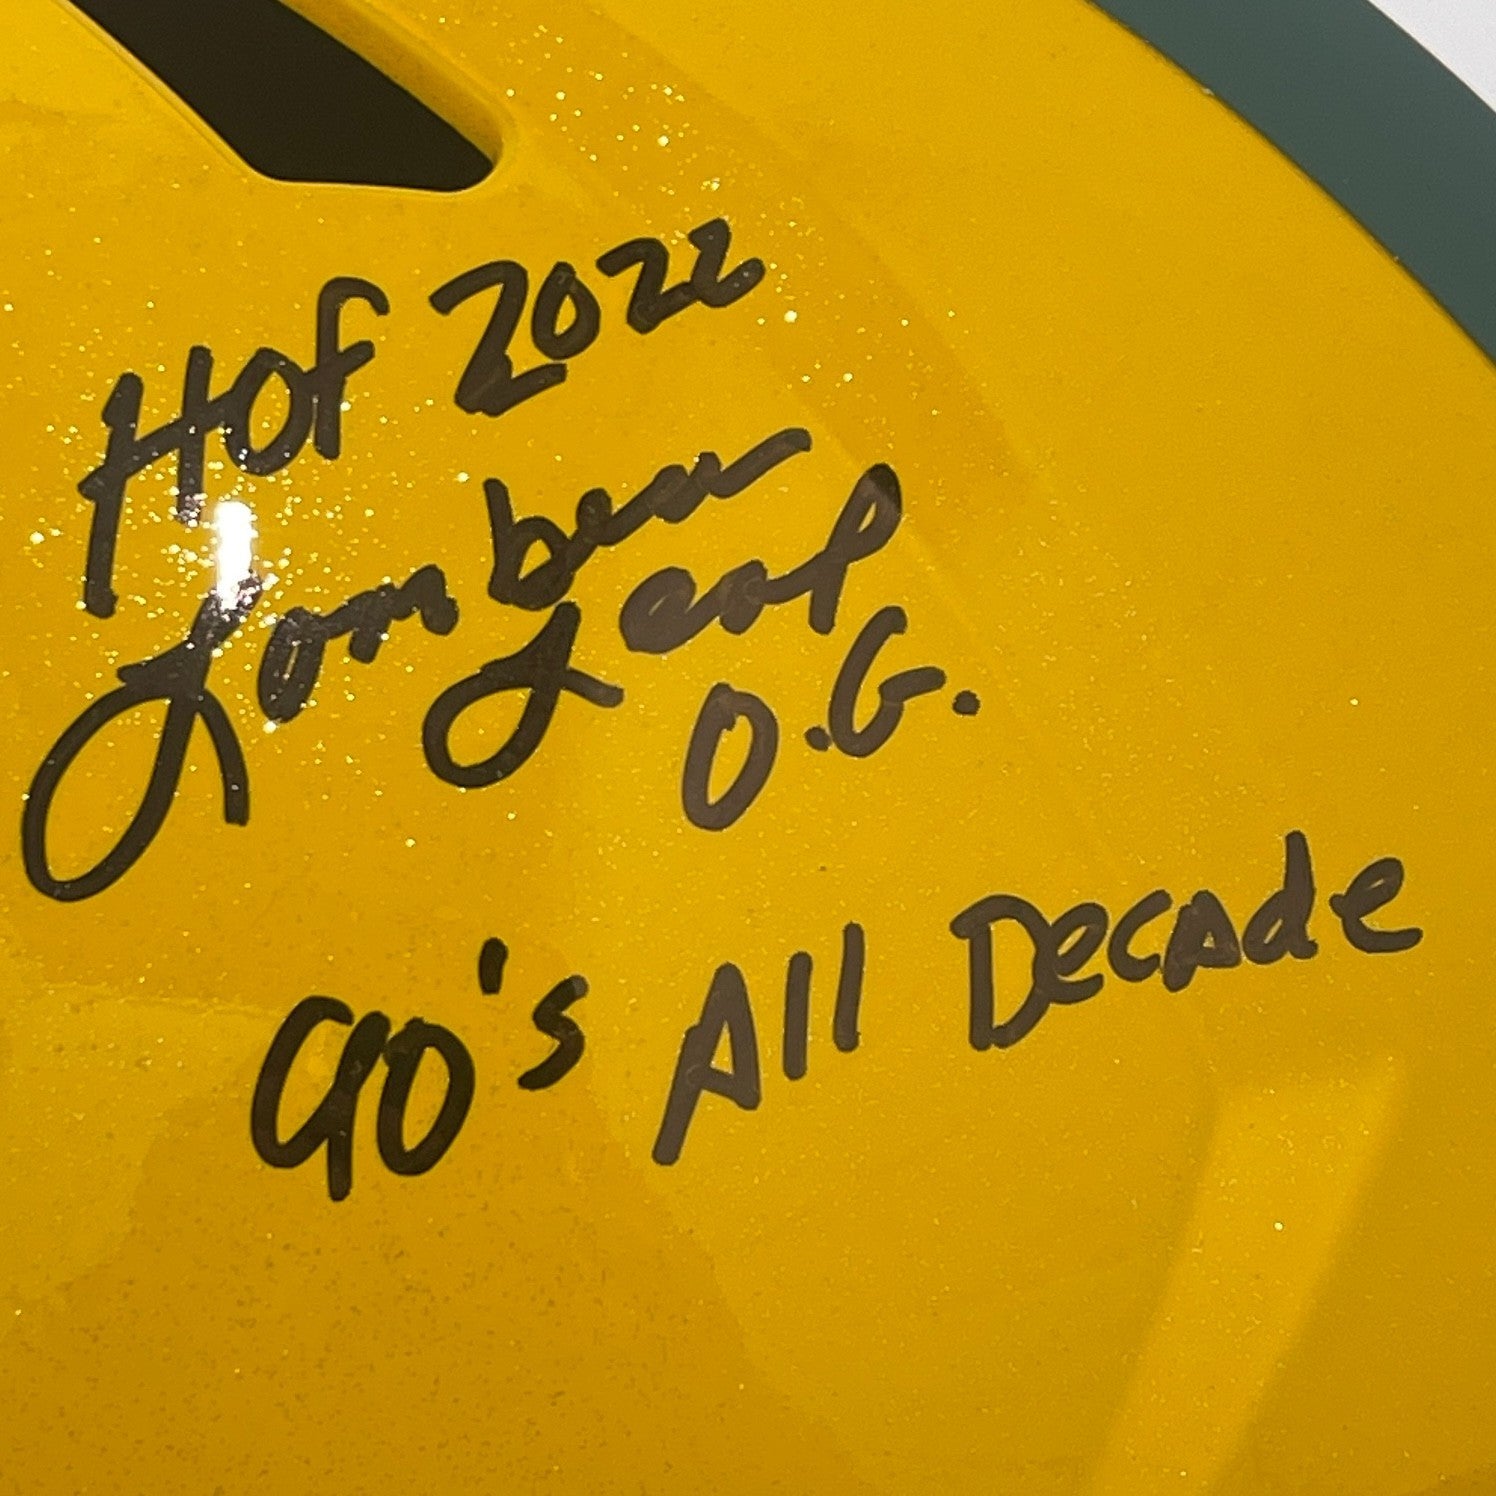 HOF 2022
Lambeau
Leap
O.G.
90's All Decade